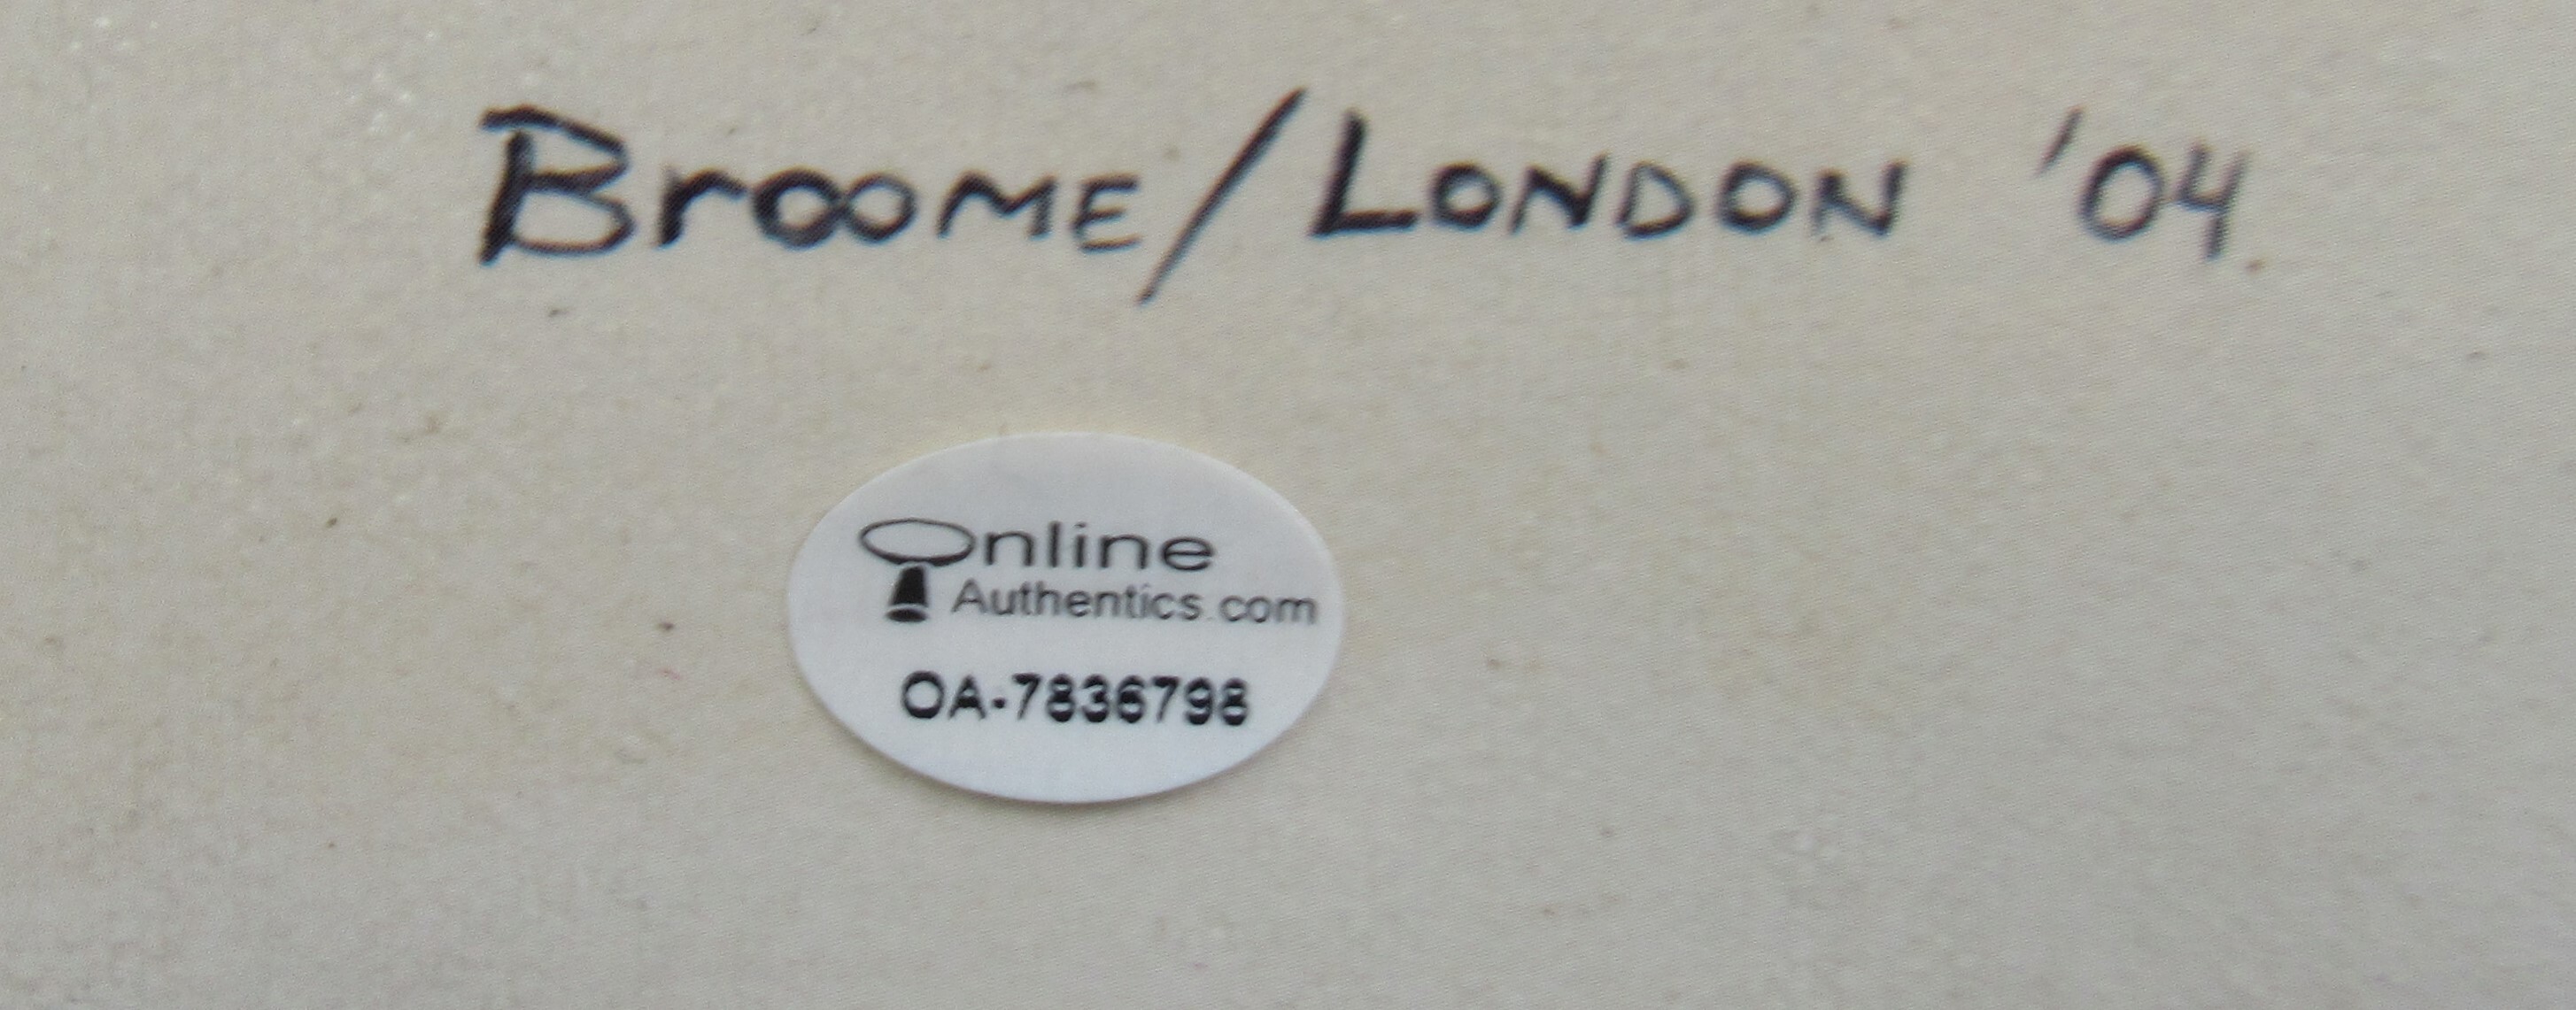 BrooME/LONDON '04
Online
Authentics.com
OA-7836798